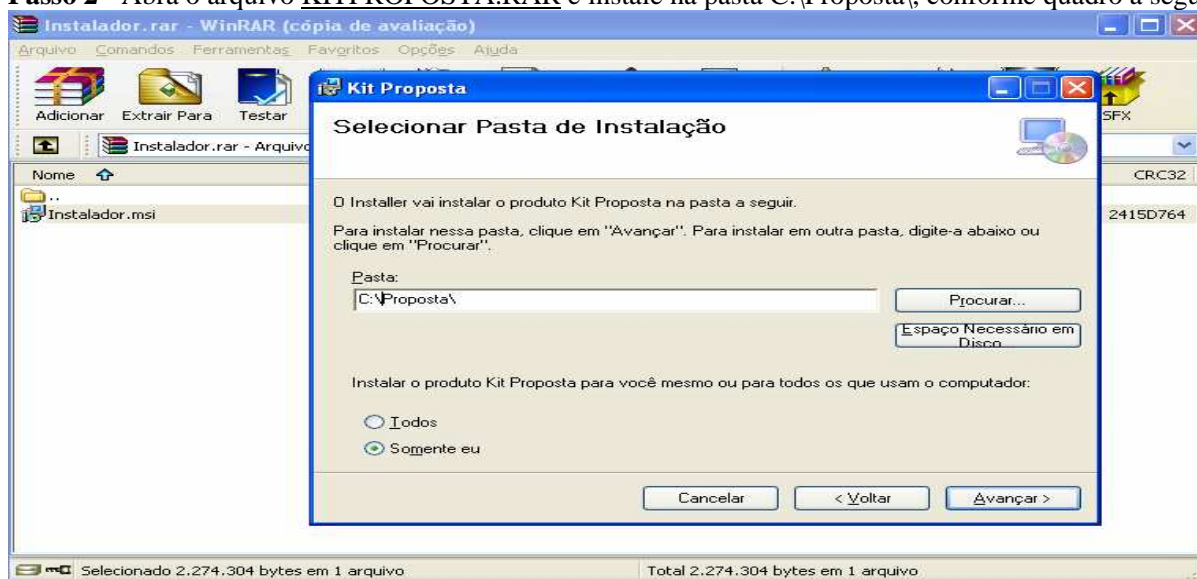 Passo 2 - Abra o arquivo KITPROPOSTA.RAR e instale na pasta C:\Proposta\, conforme quadro a segu
Instalador.rar - WinRAR (cópia de avaliação)
Arquivo Comandos Ferramentas Favoritos Opções Ajuda
Adicionar Extrair Para Testar SFX
Instalador.rar - Arquivo
Nome CRC32
..
Instalador.msi 2415D764
Kit Proposta
Selecionar Pasta de Instalação
O Installer vai instalar o produto Kit Proposta na pasta a seguir.
Para instalar nessa pasta, clique em "Avançar". Para instalar em outra pasta, digite-a abaixo ou
clique em "Procurar".
Pasta:
C:\Proposta\ Procurar...
Espaço Necessário em
Disco
Instalar o produto Kit Proposta para você mesmo ou para todos os que usam o computador:
Todos
Somente eu
Cancelar < Voltar Avançar >
Selecionado 2.274.304 bytes em 1 arquivo Total 2.274.304 bytes em 1 arquivo